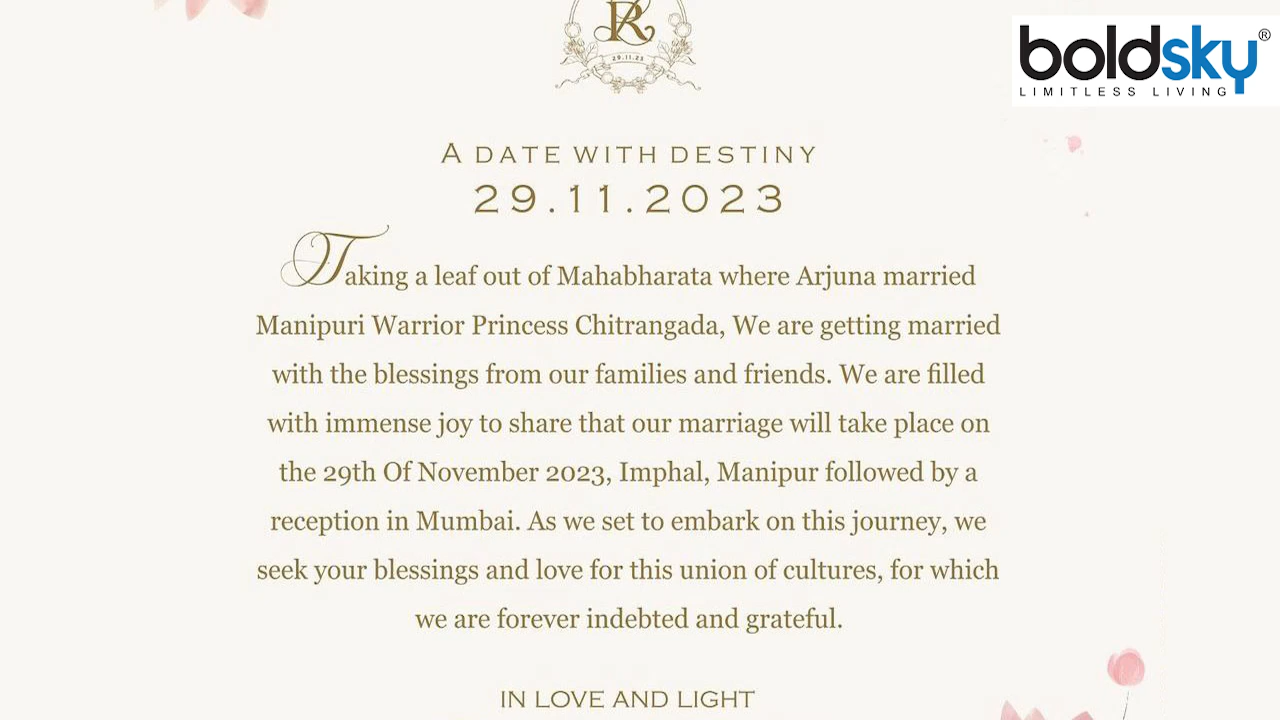 boldsky®
LIMITLESS LIVING
29.11.23
A DATE WITH DESTINY
29.11.2023
Taking a leaf out of Mahabharata where Arjuna married
Manipuri Warrior Princess Chitrangada, We are getting married
with the blessings from our families and friends. We are filled
with immense joy to share that our marriage will take place on
the 29th Of November 2023, Imphal, Manipur followed by a
reception in Mumbai. As we set to embark on this journey, we
seek your blessings and love for this union of cultures, for which
we are forever indebted and grateful.
IN LOVE AND LIGHT